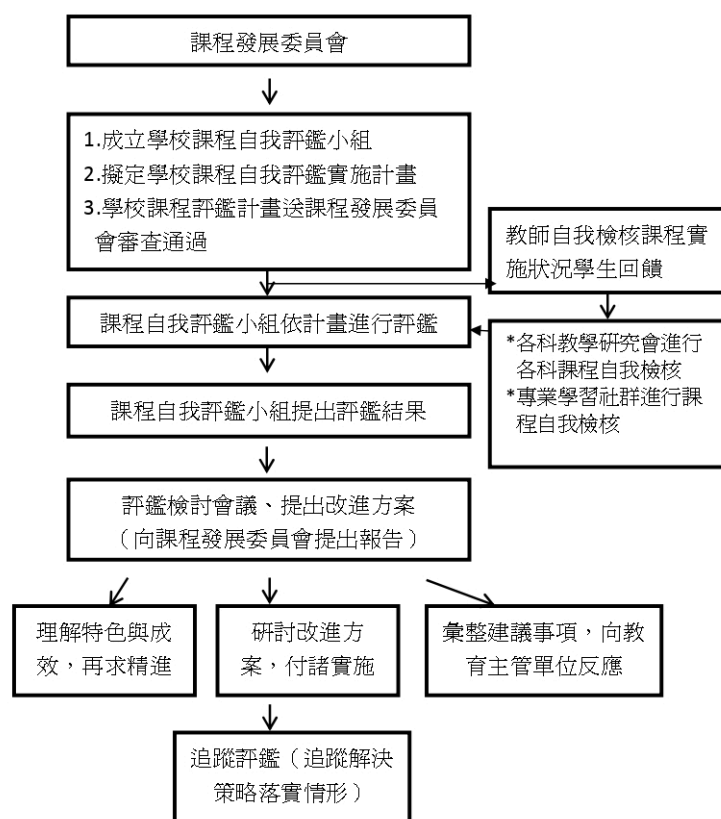 課程發展委員會
1.成立學校課程自我評鑑小組
2.擬定學校課程自我評鑑實施計畫
3.學校課程評鑑計畫送課程發展委員
會審查通過
教師自我檢核課程實
施狀況學生回饋
課程自我評鑑小組依計畫進行評鑑
*各科教學研究會進行
各科課程自我檢核
*專業學習社群進行課
程自我檢核
課程自我評鑑小組提出評鑑結果
評鑑檢討會議、提出改進方案
（向課程發展委員會提出報告）
理解特色與成
效，再求精進
研討改進方
案，付諸實施
彙整建議事項，向教
育主管單位反應
追蹤評鑑（追蹤解決
策略落實情形）